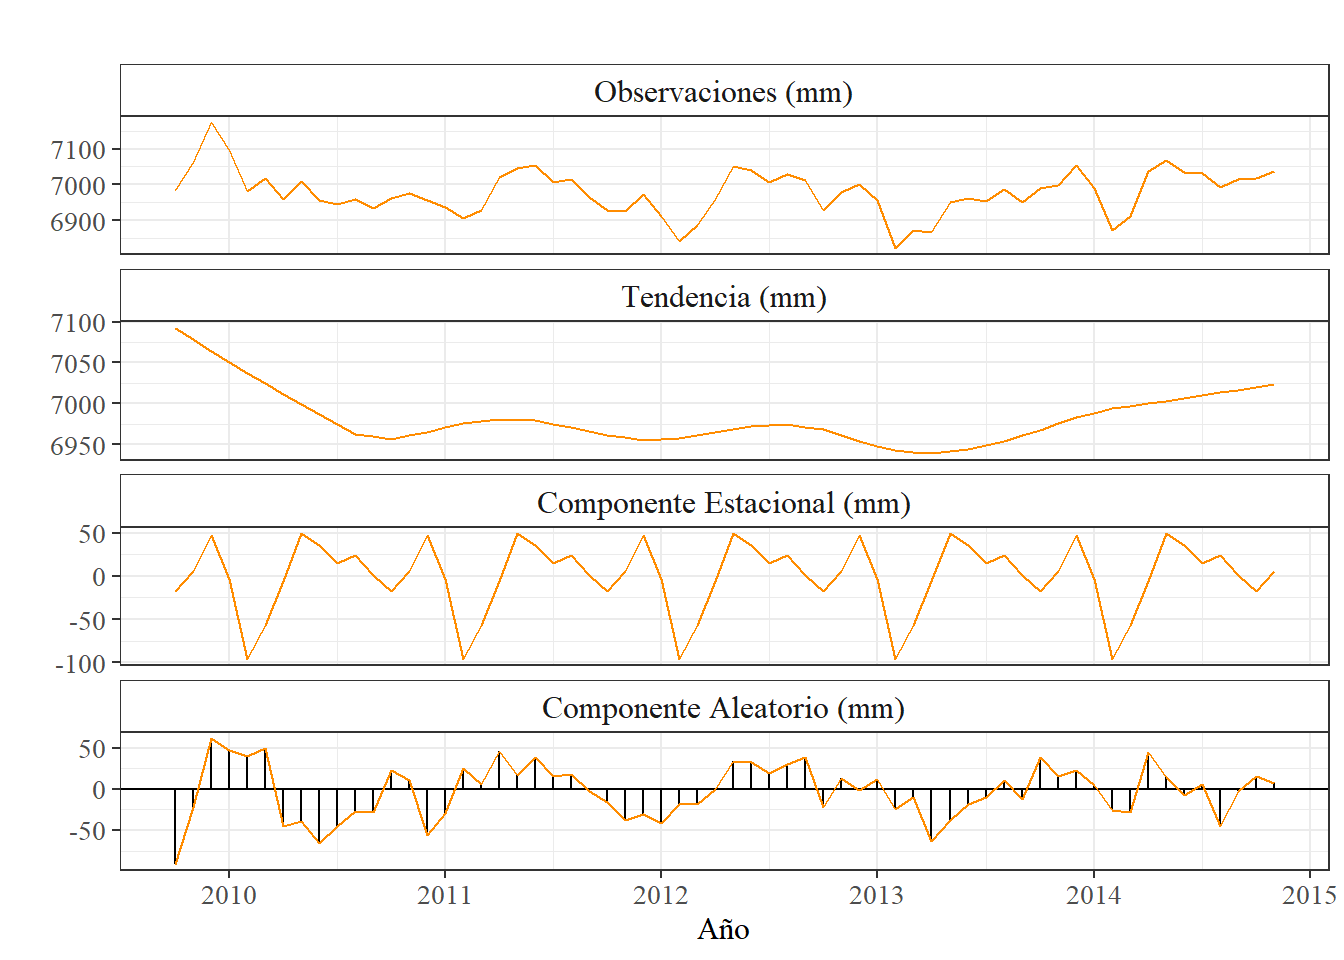 Observaciones (mm)
7100
7000
6900
Tendencia (mm)
7100
7050
7000
6950
Componente Estacional (mm)
50
0
-50
-100
Componente Aleatorio (mm)
50
0
-50
2010 2011 2012 2013 2014 2015
Año